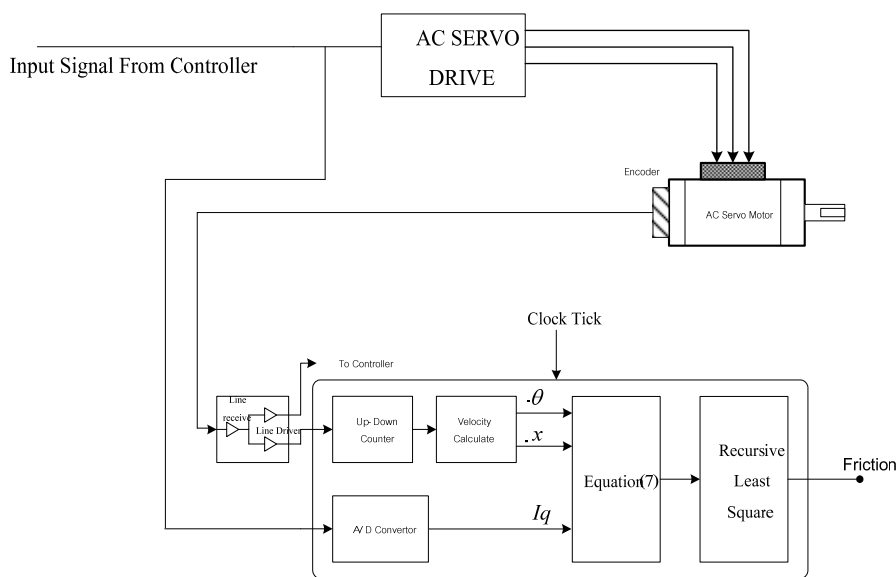 AC SERVO
DRIVE
Input Signal From Controller
Encoder
AC Servo Motor
Clock Tick
To Controller
Line
receive
Line Driver
Up-Down
Counter
Velocity
Calculate
.θ
.x
Equation(7)
Recursive
Least
Square
Friction
A/D Convertor
Iq